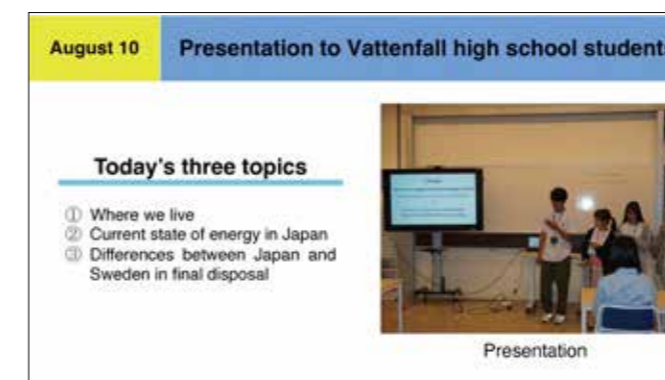 August 10
Presentation to Vattenfall high school students
Today's three topics
① Where we live
② Current state of energy in Japan
③ Differences between Japan and
Sweden in final disposal
Presentation